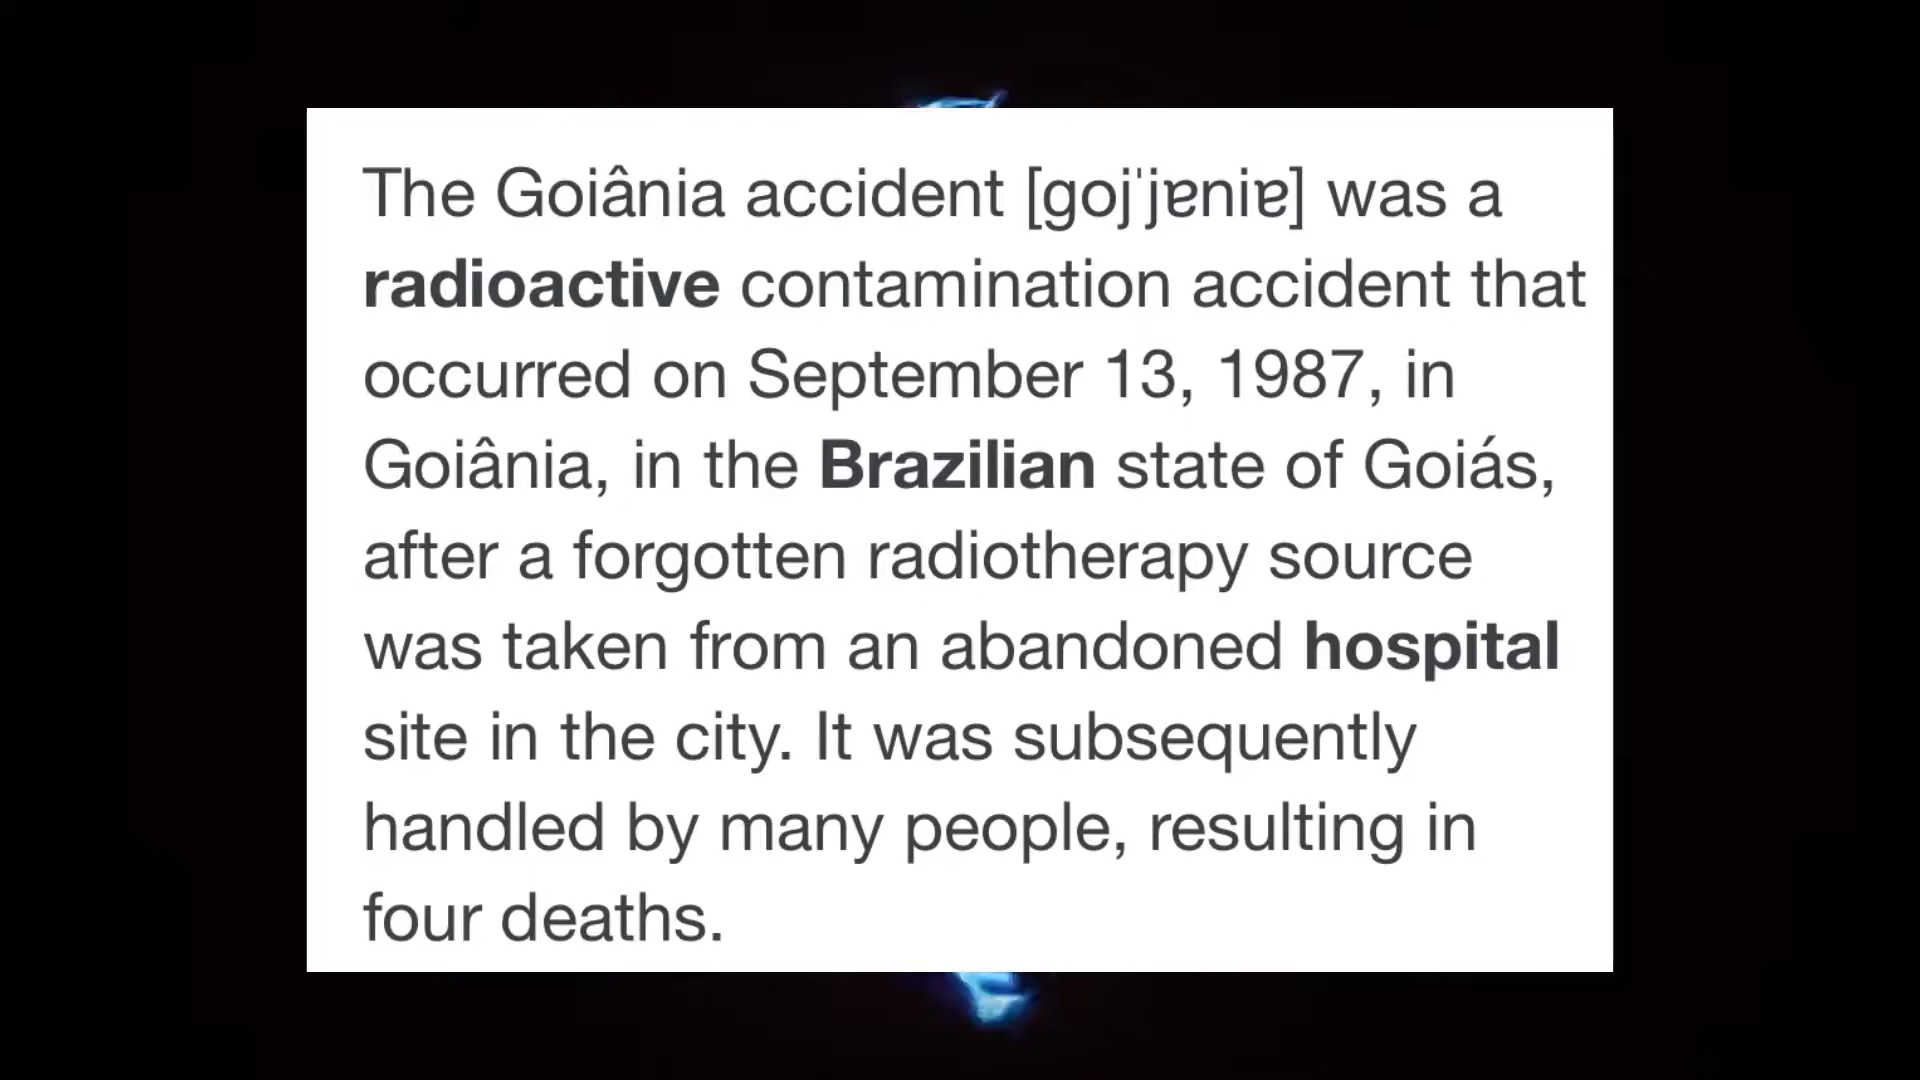 The Goiânia accident [gojˈjɐniɐ] was a
radioactive contamination accident that
occurred on September 13, 1987, in
Goiânia, in the Brazilian state of Goiás,
after a forgotten radiotherapy source
was taken from an abandoned hospital
site in the city. It was subsequently
handled by many people, resulting in
four deaths.